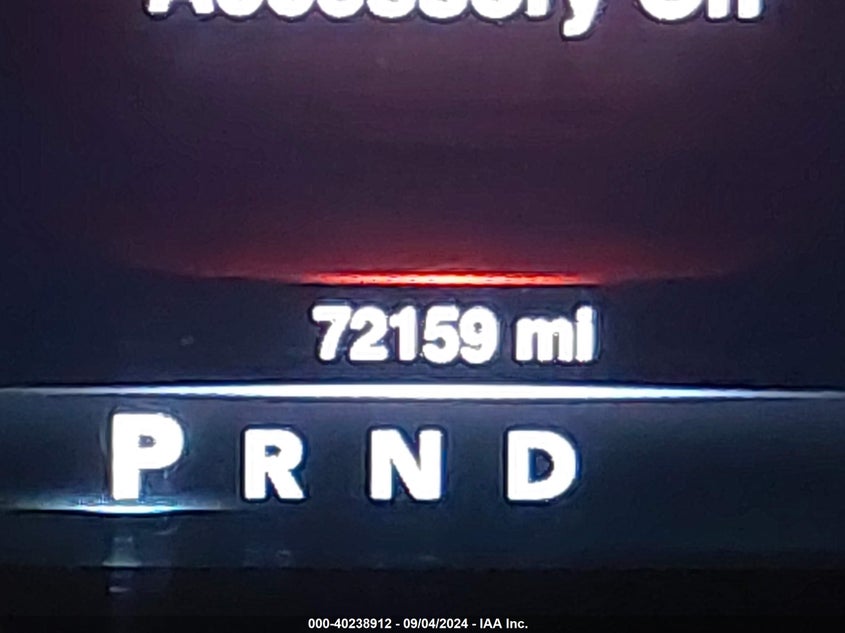 Accessory On
72159 mi
P R N D
000-40238912 - 09/04/2024 - IAA Inc.